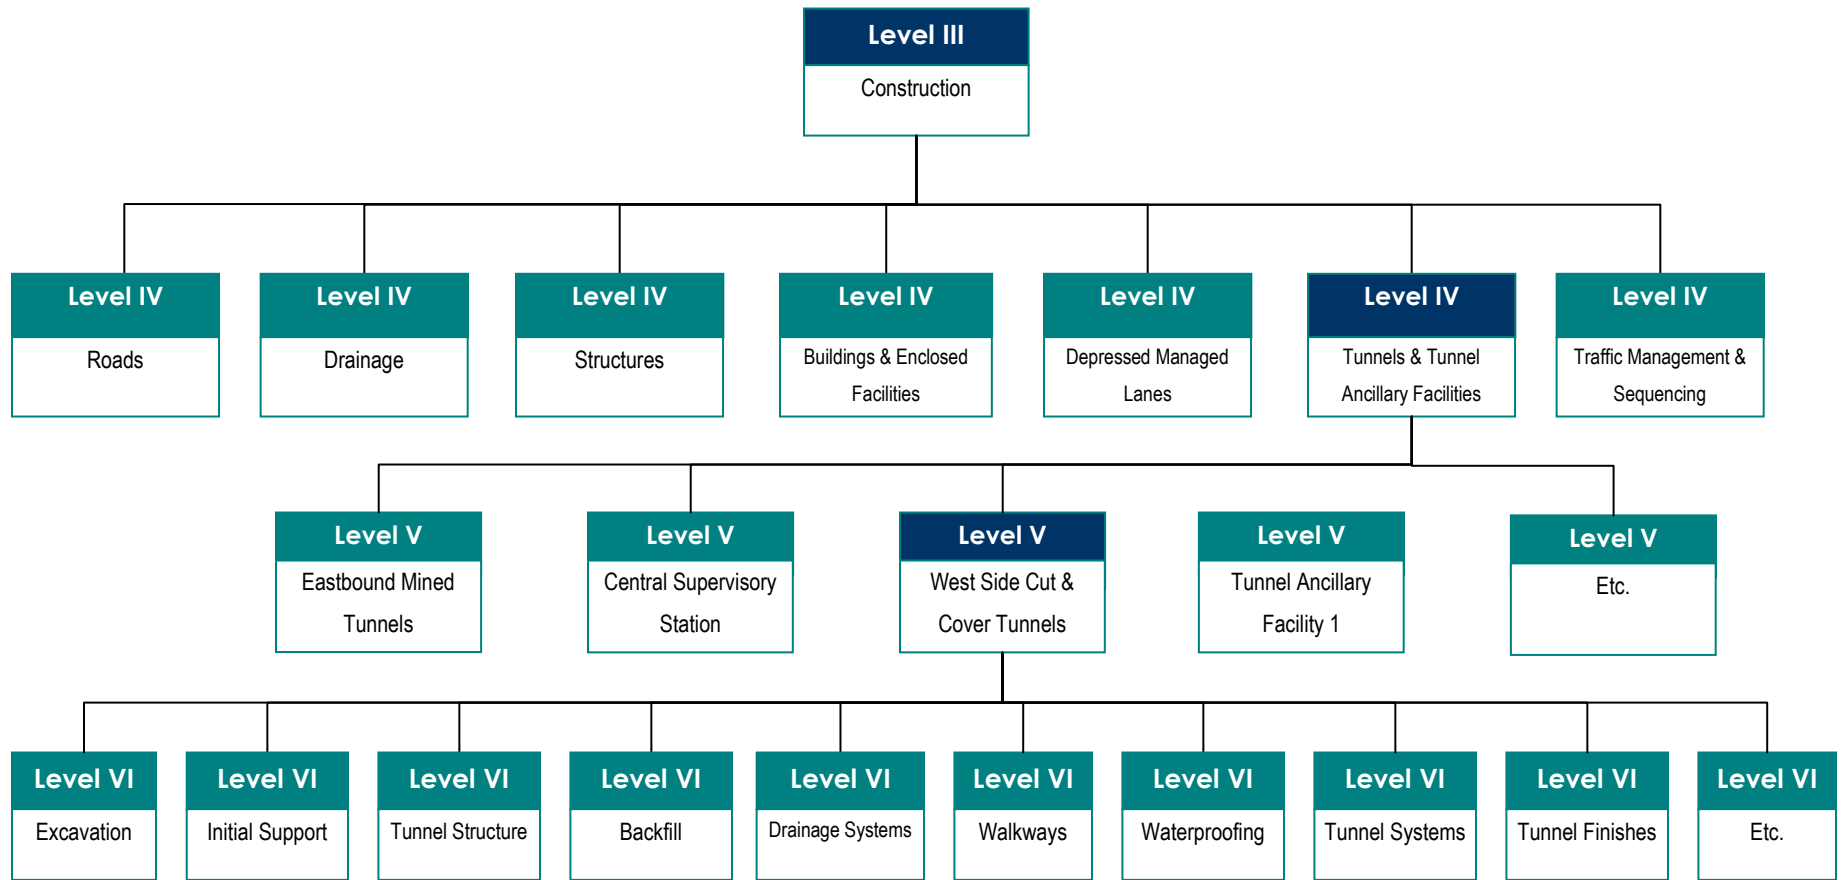 Level III
Construction
Level IV
Roads
Level IV
Drainage
Level IV
Structures
Level IV
Buildings & Enclosed
Facilities
Level IV
Depressed Managed
Lanes
Level IV
Tunnels & Tunnel
Ancillary Facilities
Level IV
Traffic Management &
Sequencing
Level V
Eastbound Mined
Tunnels
Level V
Central Supervisory
Station
Level V
West Side Cut &
Cover Tunnels
Level V
Tunnel Ancillary
Facility 1
Level V
Etc.
Level VI
Excavation
Level VI
Initial Support
Level VI
Tunnel Structure
Level VI
Backfill
Level VI
Drainage Systems
Level VI
Walkways
Level VI
Waterproofing
Level VI
Tunnel Systems
Level VI
Tunnel Finishes
Level VI
Etc.